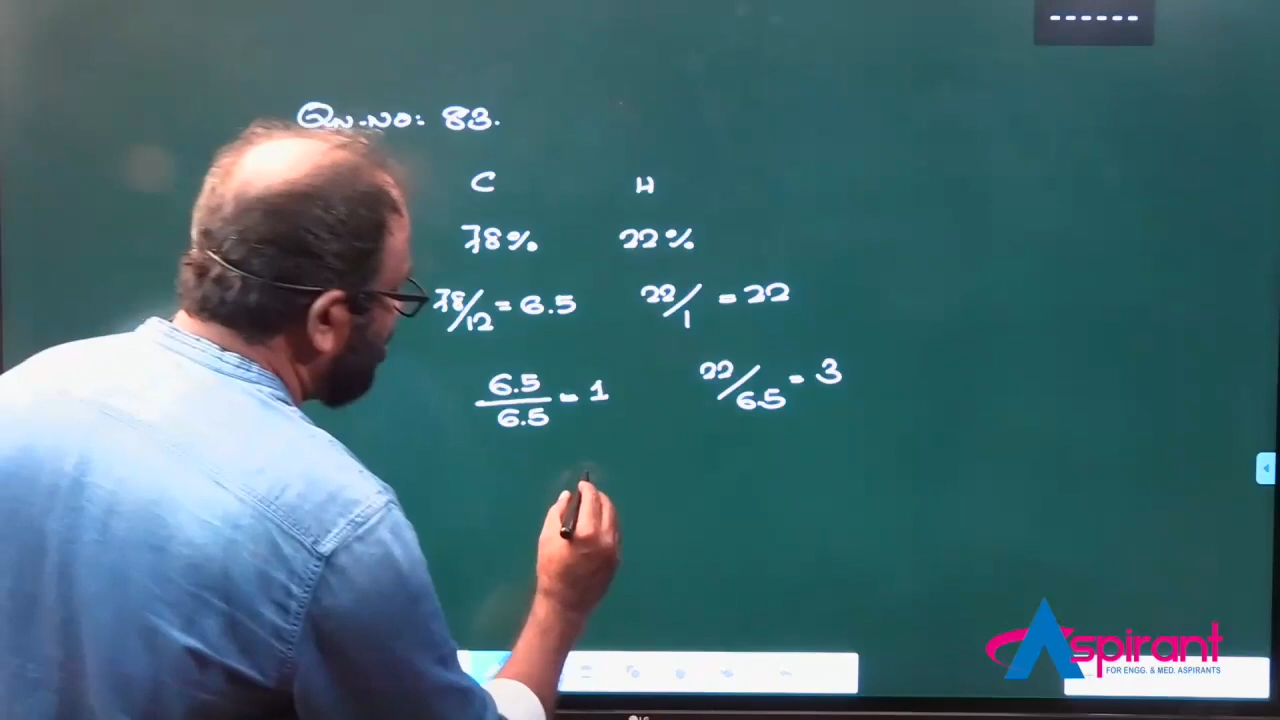 Qn.No: 83.
C H
78% 22%
78/12 = 6.5 22/1 = 22
6.5/6.5 = 1 22/6.5 = 3
Aspirant
FOR ENGG. & MED. ASPIRANTS
LG